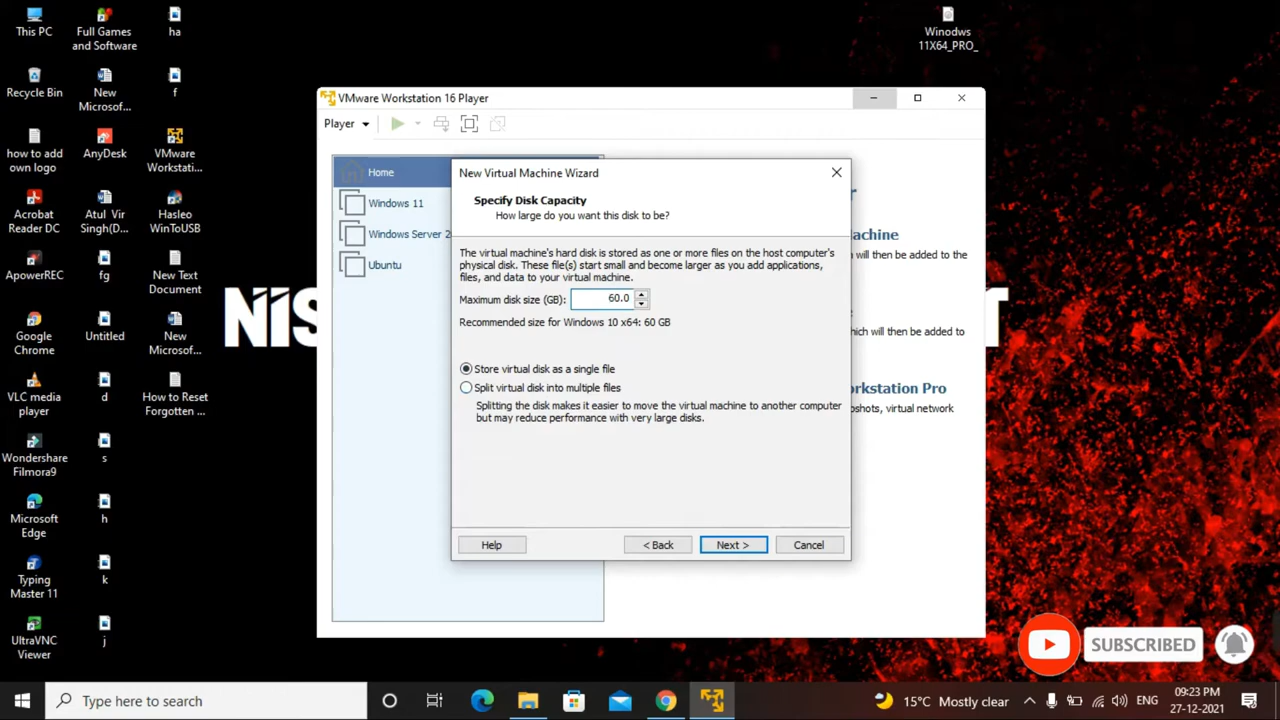 This PC
Full Games
and Software
ha
Recycle Bin
New
Microsof...
f
how to add
own logo
AnyDesk
VMware
Workstati...
Acrobat
Reader DC
Atul Vir
Singh(D...
Hasleo
WinToUSB
ApowerREC
fg
New Text
Document
Google
Chrome
Untitled
New
Microsof...
VLC media
player
d
How to Reset
Forgotten ...
Wondershare
Filmora9
s
Microsoft
Edge
h
Typing
Master 11
k
UltraVNC
Viewer
j
Winodws
11X64_PRO_
NIS
T
VMware Workstation 16 Player
Player
Home
Windows 11
Windows Server 2
Ubuntu
r
achine
will then be added to the
hich will then be added to
orkstation Pro
pshots, virtual network
New Virtual Machine Wizard
Specify Disk Capacity
How large do you want this disk to be?
The virtual machine's hard disk is stored as one or more files on the host computer's
physical disk. These file(s) start small and become larger as you add applications,
files, and data to your virtual machine.
Maximum disk size (GB): 60.0
Recommended size for Windows 10 x64: 60 GB
Store virtual disk as a single file
Split virtual disk into multiple files
Splitting the disk makes it easier to move the virtual machine to another computer
but may reduce performance with very large disks.
Help
< Back
Next >
Cancel
SUBSCRIBED
Type here to search
15°C Mostly clear
ENG
09:23 PM
27-12-2021